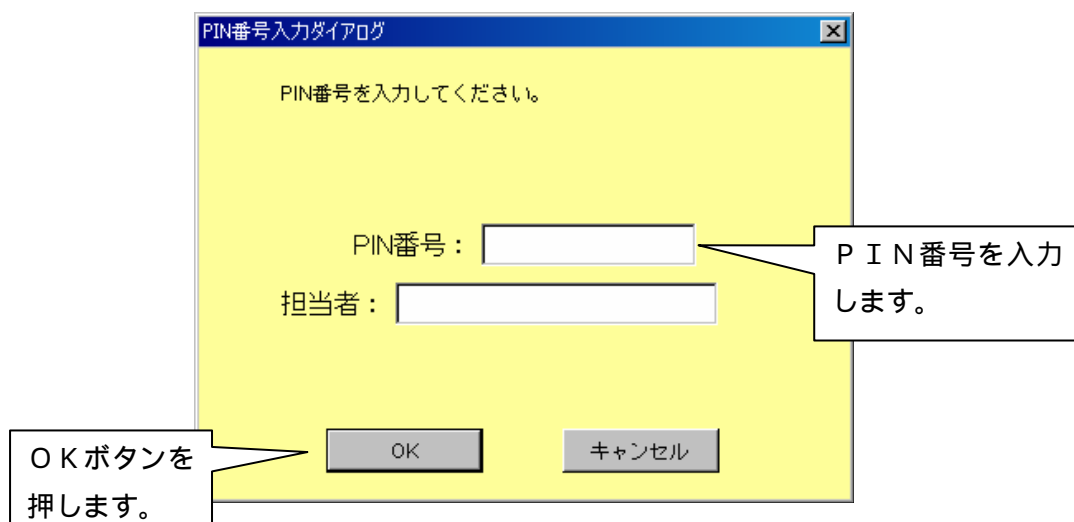 PIN番号入力ダイアログ
PIN番号を入力してください。
PIN番号：
ＰＩＮ番号を入力
します。
担当者：
ＯＫボタンを
押します。
OK
キャンセル